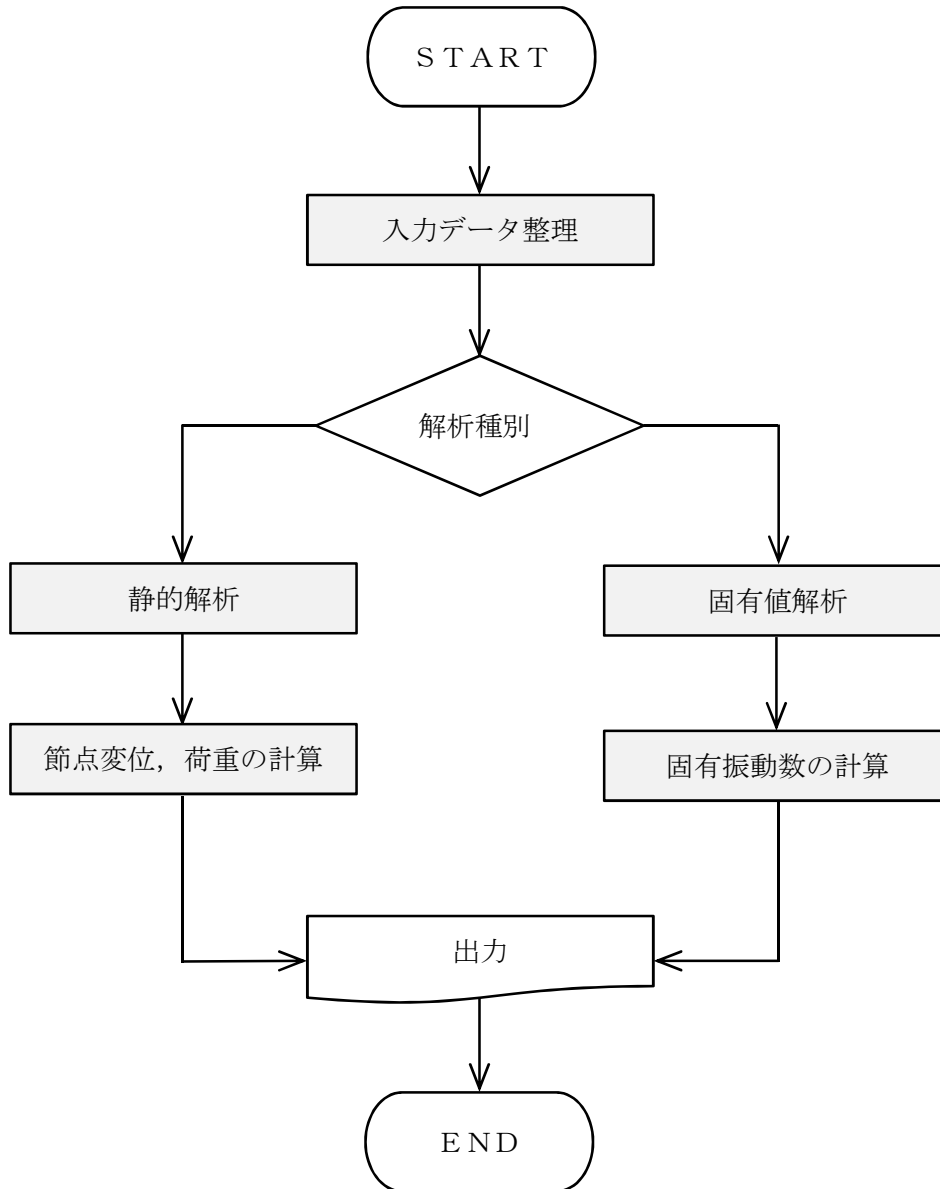 ＳＴＡＲＴ
入力データ整理
解析種別
静的解析
固有値解析
節点変位，荷重の計算
固有振動数の計算
出力
ＥＮＤ